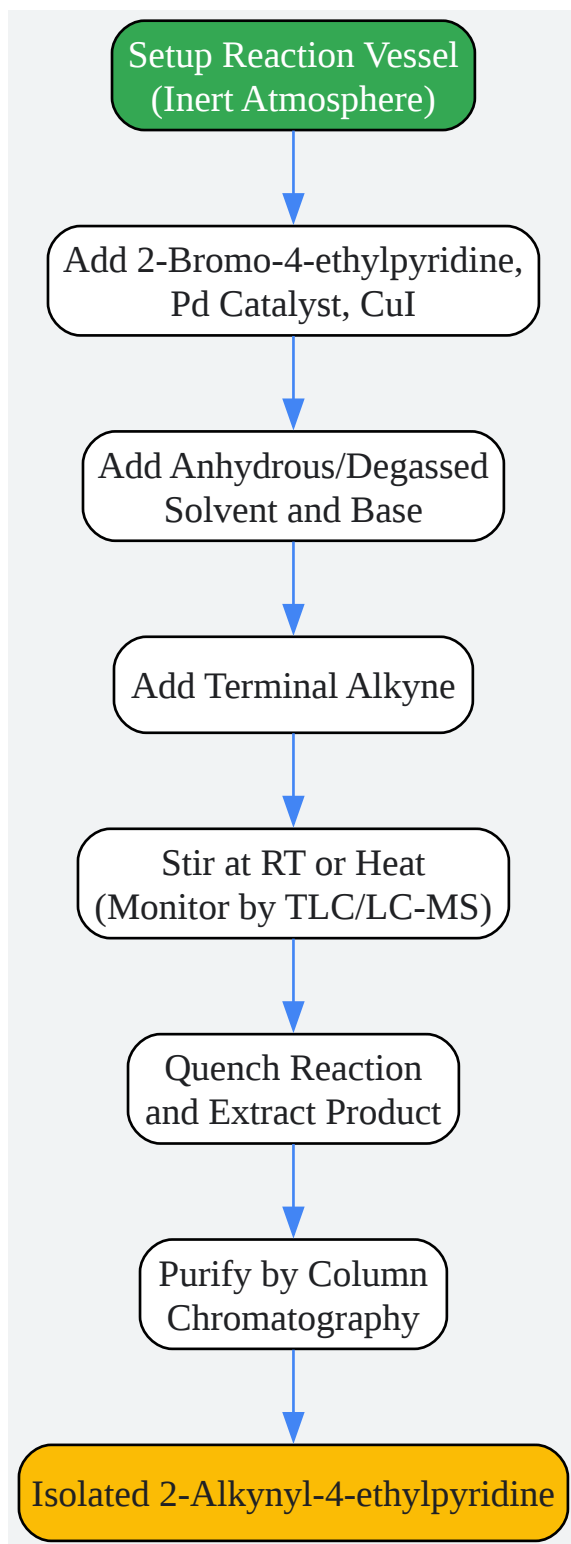 Setup Reaction Vessel
(Inert Atmosphere)
Add 2-Bromo-4-ethylpyridine,
Pd Catalyst, CuI
Add Anhydrous/Degassed
Solvent and Base
Add Terminal Alkyne
Stir at RT or Heat
(Monitor by TLC/LC-MS)
Quench Reaction
and Extract Product
Purify by Column
Chromatography
Isolated 2-Alkynyl-4-ethylpyridine